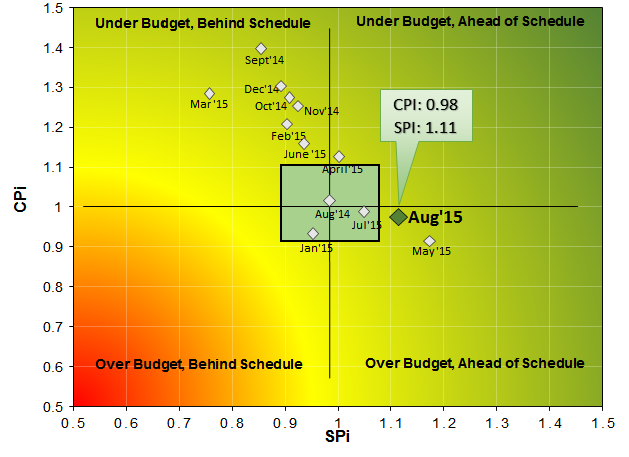 1.5
1.4
1.3
1.2
1.1
1
0.9
0.8
0.7
0.6
0.5
CPi
Under Budget, Behind Schedule
Under Budget, Ahead of Schedule
Sept'14
Dec'14
Mar '15
Oct'14
Nov'14
Feb'15
June '15
April'15
CPI: 0.98
SPI: 1.11
Aug'14
Jul'15
Aug'15
Jan'15
May'15
Over Budget, Behind Schedule
Over Budget, Ahead of Schedule
0.5 0.6 0.7 0.8 0.9 1 1.1 1.2 1.3 1.4 1.5
SPi